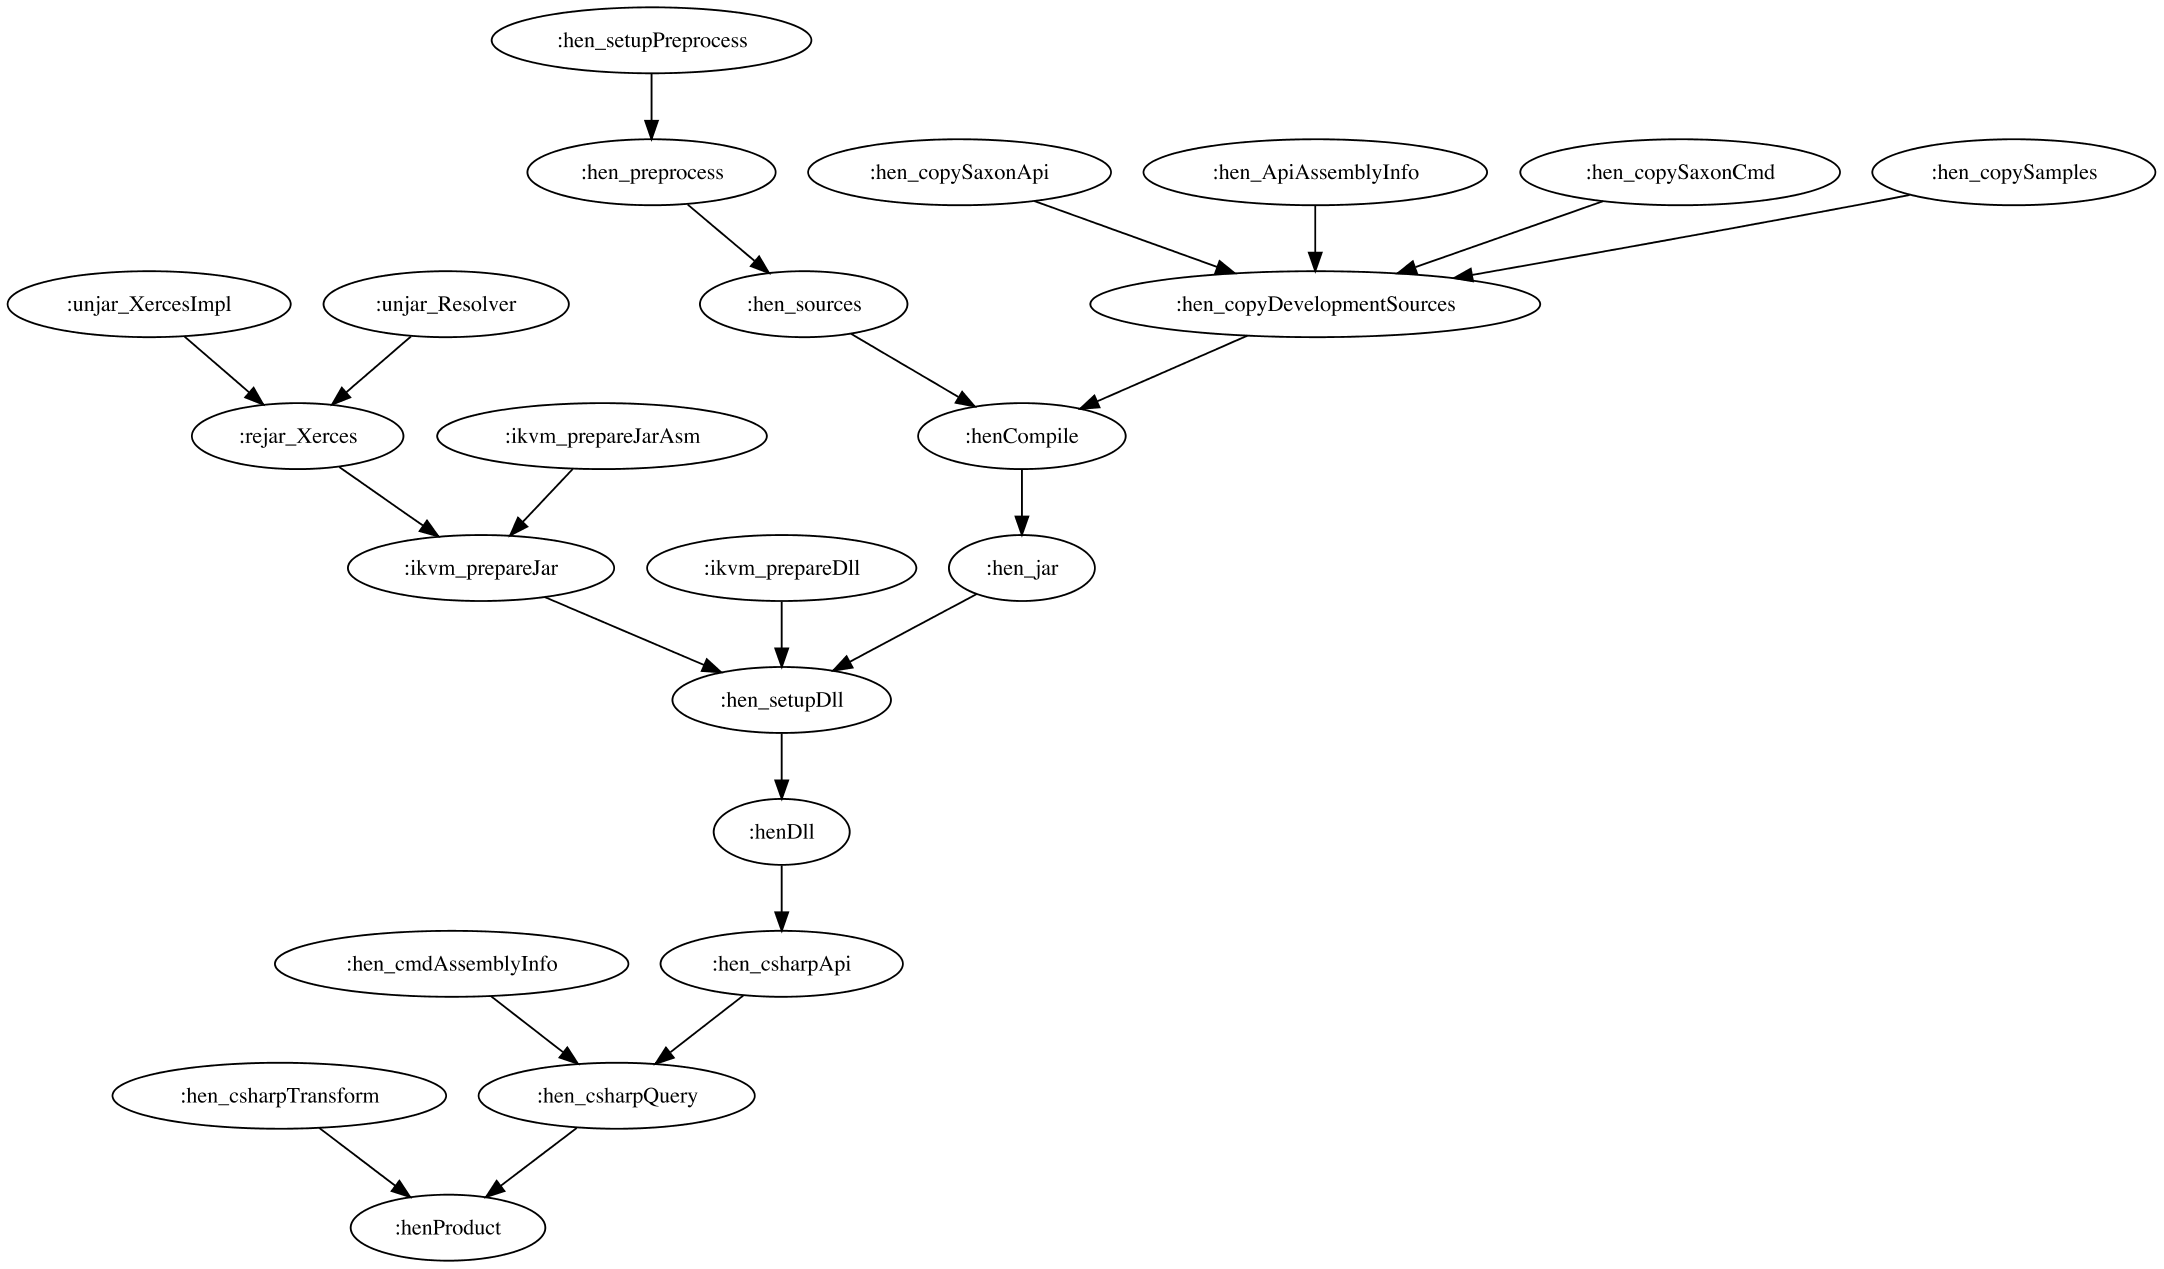 :hen_setupPreprocess
:hen_preprocess
:hen_copySaxonApi
:hen_ApiAssemblyInfo
:hen_copySaxonCmd
:hen_copySamples
:unjar_XercesImpl
:unjar_Resolver
:hen_sources
:hen_copyDevelopmentSources
:rejar_Xerces
:ikvm_prepareJarAsm
:henCompile
:ikvm_prepareJar
:ikvm_prepareDll
:hen_jar
:hen_setupDll
:henDll
:hen_cmdAssemblyInfo
:hen_csharpApi
:hen_csharpTransform
:hen_csharpQuery
:henProduct